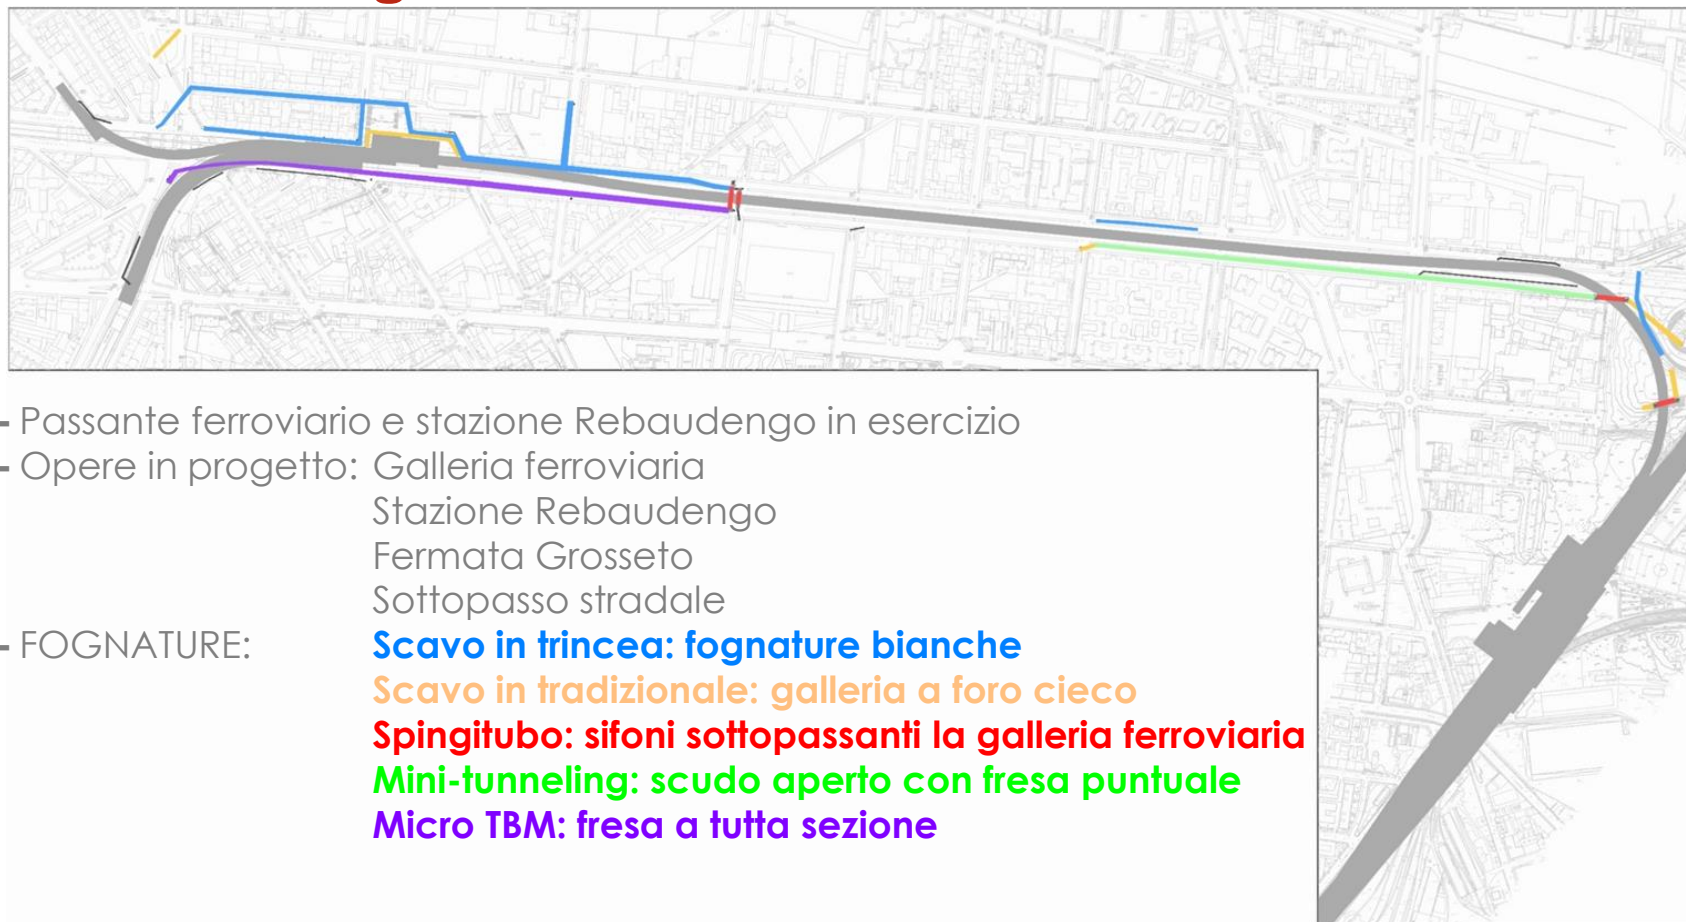 - Passante ferroviario e stazione Rebaudengo in esercizio
- Opere in progetto: Galleria ferroviaria
Stazione Rebaudengo
Fermata Grosseto
Sottopasso stradale
- FOGNATURE: Scavo in trincea: fognature bianche
Scavo in tradizionale: galleria a foro cieco
Spingitubo: sifoni sottopassanti la galleria ferroviaria
Mini-tunneling: scudo aperto con fresa puntuale
Micro TBM: fresa a tutta sezione